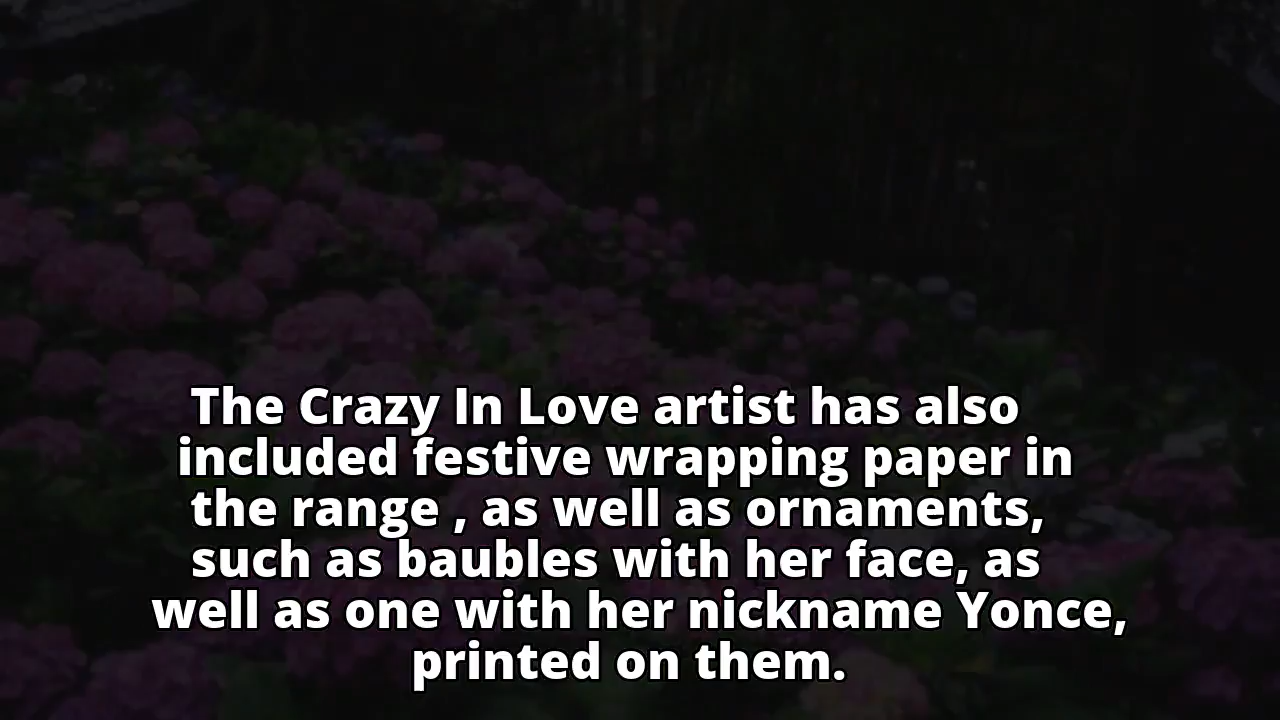 The Crazy In Love artist has also
included festive wrapping paper in
the range , as well as ornaments,
such as baubles with her face, as
well as one with her nickname Yonce,
printed on them.